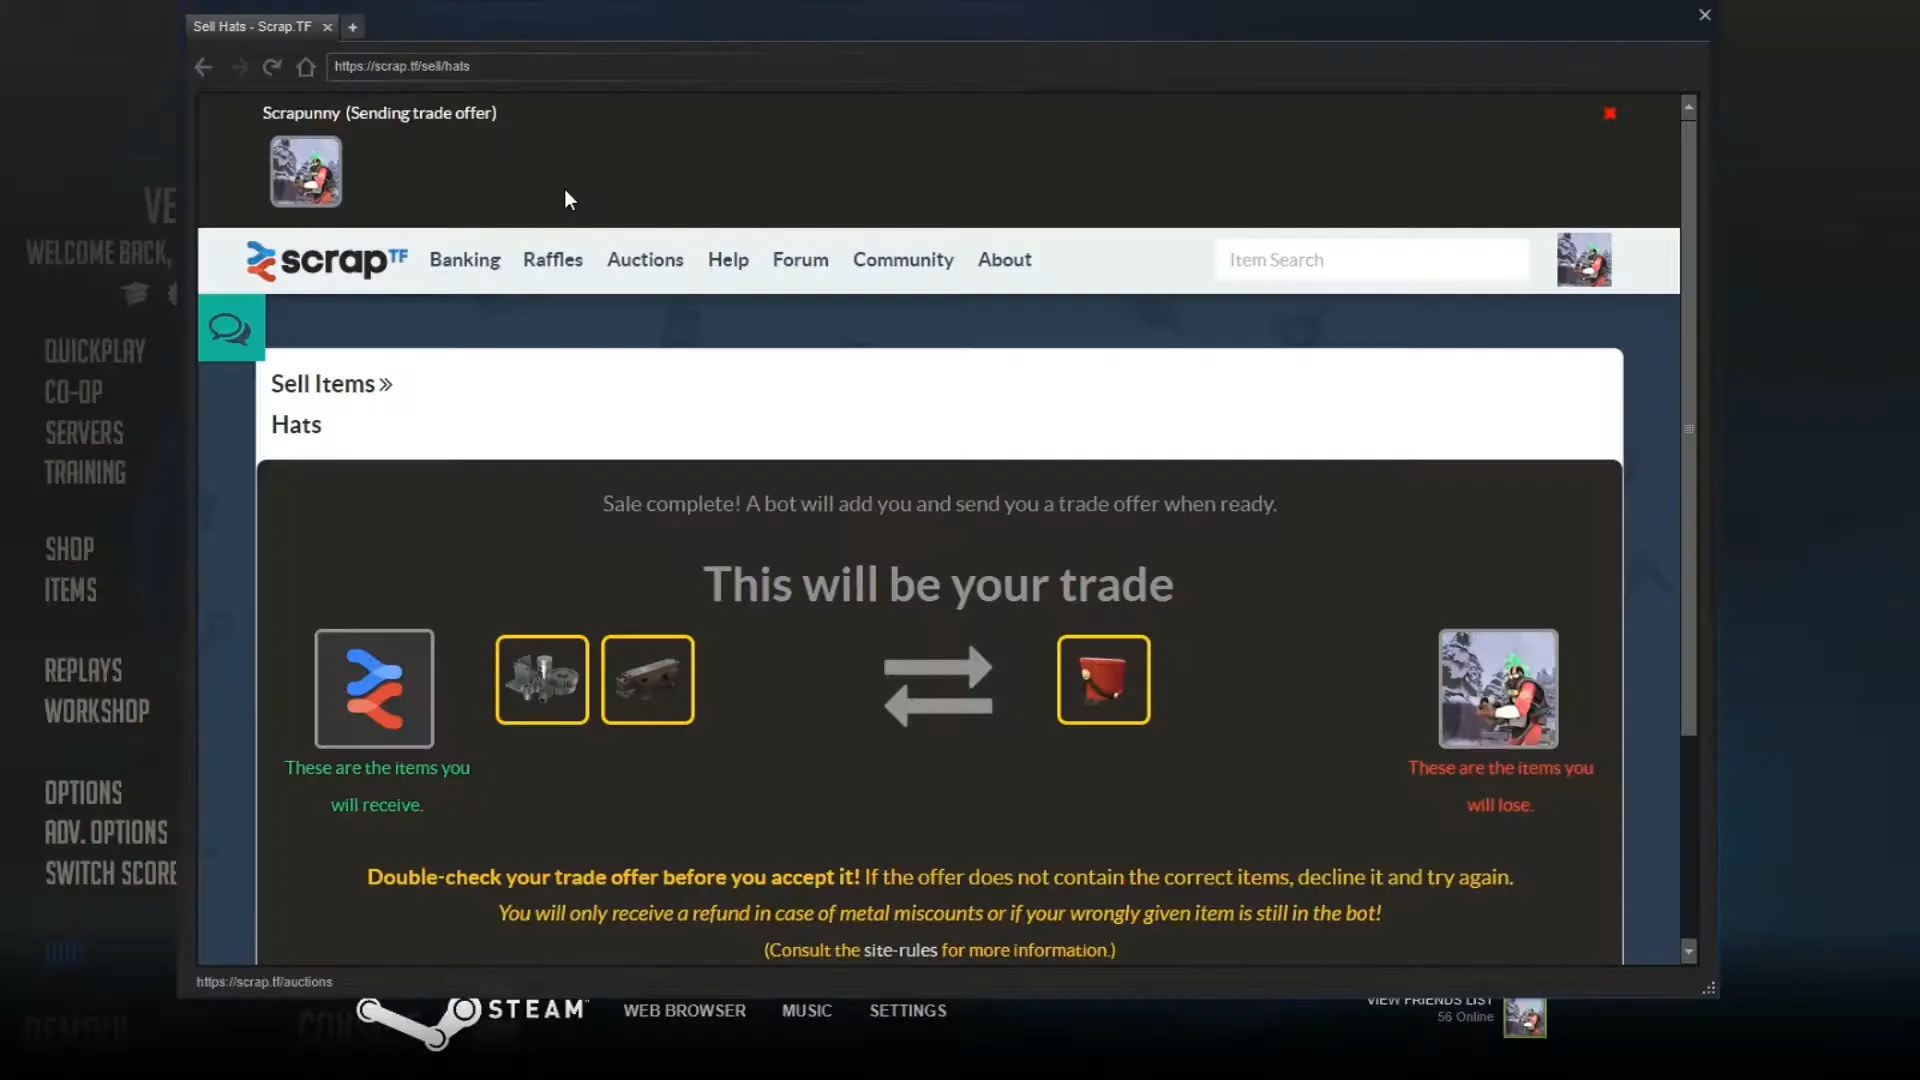 Sell Hats - Scrap.TF
https://scrap.tf/sell/hats
Scrapunny (Sending trade offer)
scrap TF
Banking
Raffles
Auctions
Help
Forum
Community
About
Item Search
Sell Items »
Hats
Sale complete! A bot will add you and send you a trade offer when ready.
This will be your trade
These are the items you
will receive.
These are the items you
will lose.
Double-check your trade offer before you accept it! If the offer does not contain the correct items, decline it and try again.
You will only receive a refund in case of metal miscounts or if your wrongly given item is still in the bot!
(Consult the site-rules for more information.)
https://scrap.tf/auctions
VE
WELCOME BACK,
QUICKPLAY
CO-OP
SERVERS
TRAINING
SHOP
ITEMS
REPLAYS
WORKSHOP
OPTIONS
ADV. OPTIONS
SWITCH SCORE
STEAM
WEB BROWSER
MUSIC
SETTINGS
VIEW FRIENDS LIST
56 Online